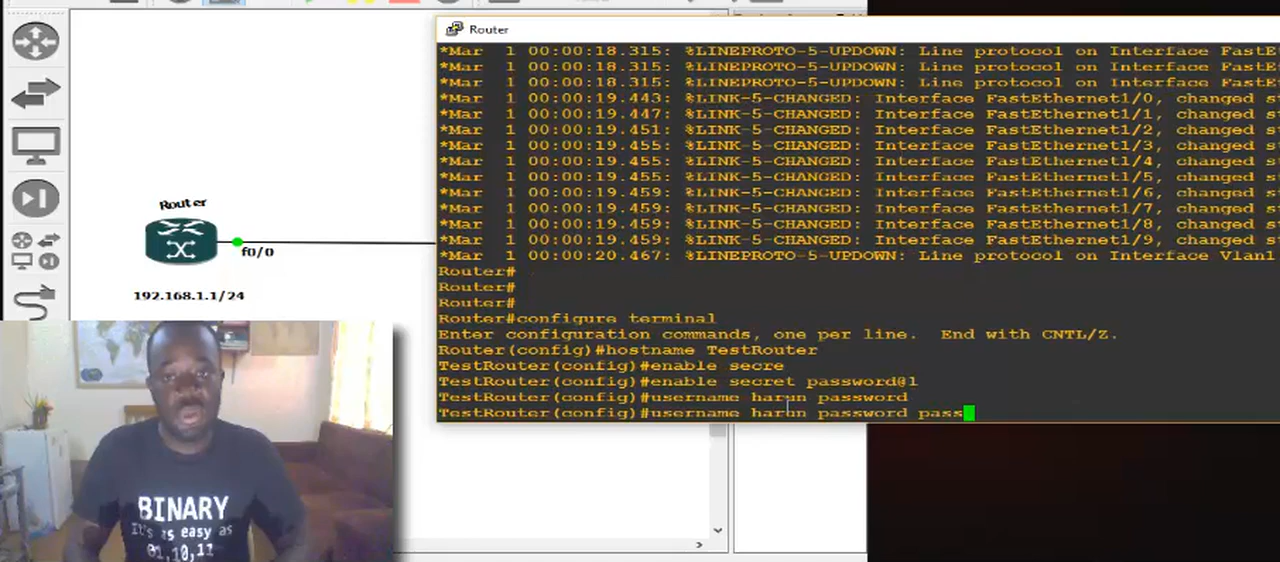 Router
*Mar  1 00:00:18.315: %LINEPROTO-5-UPDOWN: Line protocol on Interface FastE
*Mar  1 00:00:18.315: %LINEPROTO-5-UPDOWN: Line protocol on Interface FastE
*Mar  1 00:00:18.315: %LINEPROTO-5-UPDOWN: Line protocol on Interface FastE
*Mar  1 00:00:19.443: %LINK-5-CHANGED: Interface FastEthernet1/0, changed s
*Mar  1 00:00:19.447: %LINK-5-CHANGED: Interface FastEthernet1/1, changed s
*Mar  1 00:00:19.451: %LINK-5-CHANGED: Interface FastEthernet1/2, changed s
*Mar  1 00:00:19.455: %LINK-5-CHANGED: Interface FastEthernet1/3, changed s
*Mar  1 00:00:19.455: %LINK-5-CHANGED: Interface FastEthernet1/4, changed s
*Mar  1 00:00:19.455: %LINK-5-CHANGED: Interface FastEthernet1/5, changed s
*Mar  1 00:00:19.459: %LINK-5-CHANGED: Interface FastEthernet1/6, changed s
*Mar  1 00:00:19.459: %LINK-5-CHANGED: Interface FastEthernet1/7, changed s
*Mar  1 00:00:19.459: %LINK-5-CHANGED: Interface FastEthernet1/8, changed s
*Mar  1 00:00:19.459: %LINK-5-CHANGED: Interface FastEthernet1/9, changed s
*Mar  1 00:00:20.467: %LINEPROTO-5-UPDOWN: Line protocol on Interface Vlan1
Router#
Router#
Router#
Router#configure terminal
Enter configuration commands, one per line.  End with CNTL/Z.
Router(config)#hostname TestRouter
TestRouter(config)#enable secre
TestRouter(config)#enable secret password@1
TestRouter(config)#username harun password
TestRouter(config)#username harun password pass
Router
f0/0
192.168.1.1/24
BINARY
It's as easy as
01,10,11